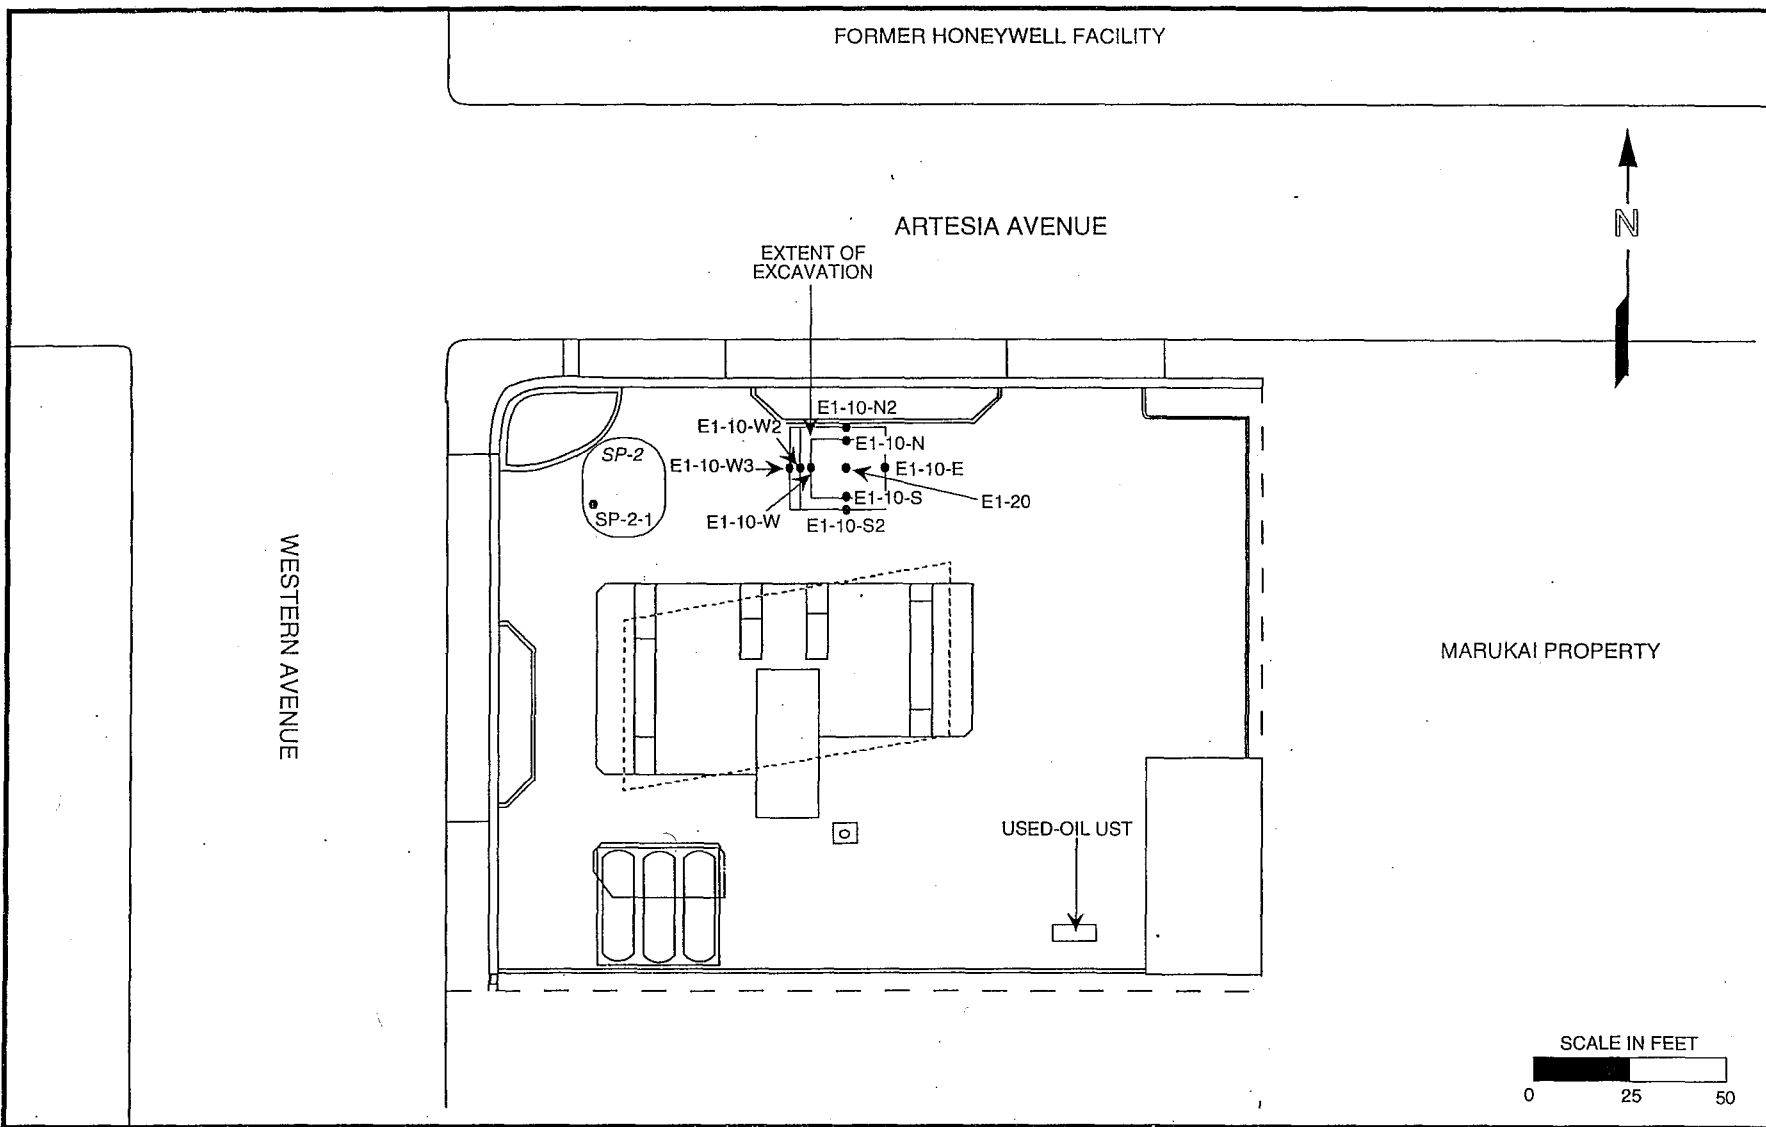 FORMER HONEYWELL FACILITY
N
ARTESIA AVENUE
EXTENT OF
EXCAVATION
E1-10-N2
E1-10-W2
E1-10-N
SP-2
E1-10-W3
E1-10-E
E1-10-S
E1-20
SP-2-1
E1-10-W
E1-10-S2
WESTERN AVENUE
MARUKAI PROPERTY
USED-OIL UST
SCALE IN FEET
0 25 50